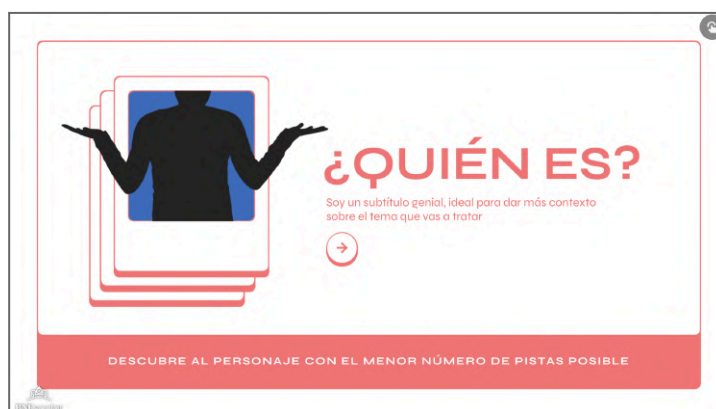 ¿QUIÉN ES?
Soy un subtítulo genial, ideal para dar más contexto
sobre el tema que vas a tratar
DESCUBRE AL PERSONAJE CON EL MENOR NÚMERO DE PISTAS POSIBLE